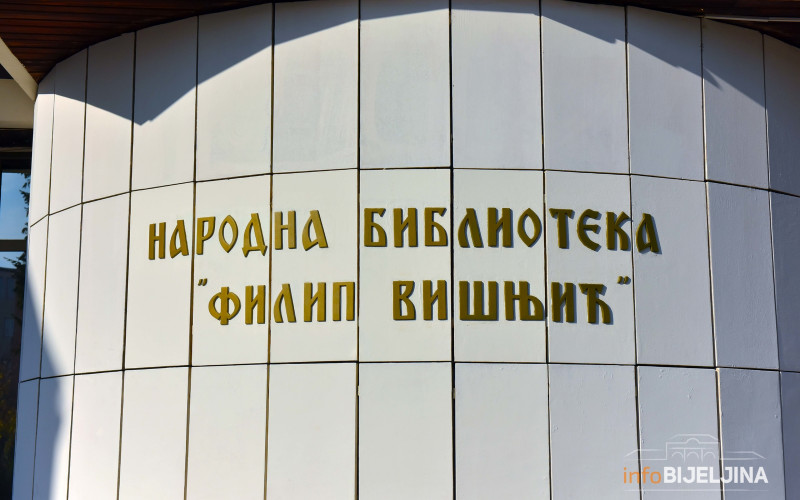 НАРОДНА БИБЛИОТЕКА
"ФИЛИП ВИШЊИЋ"
infoBIJELJINA